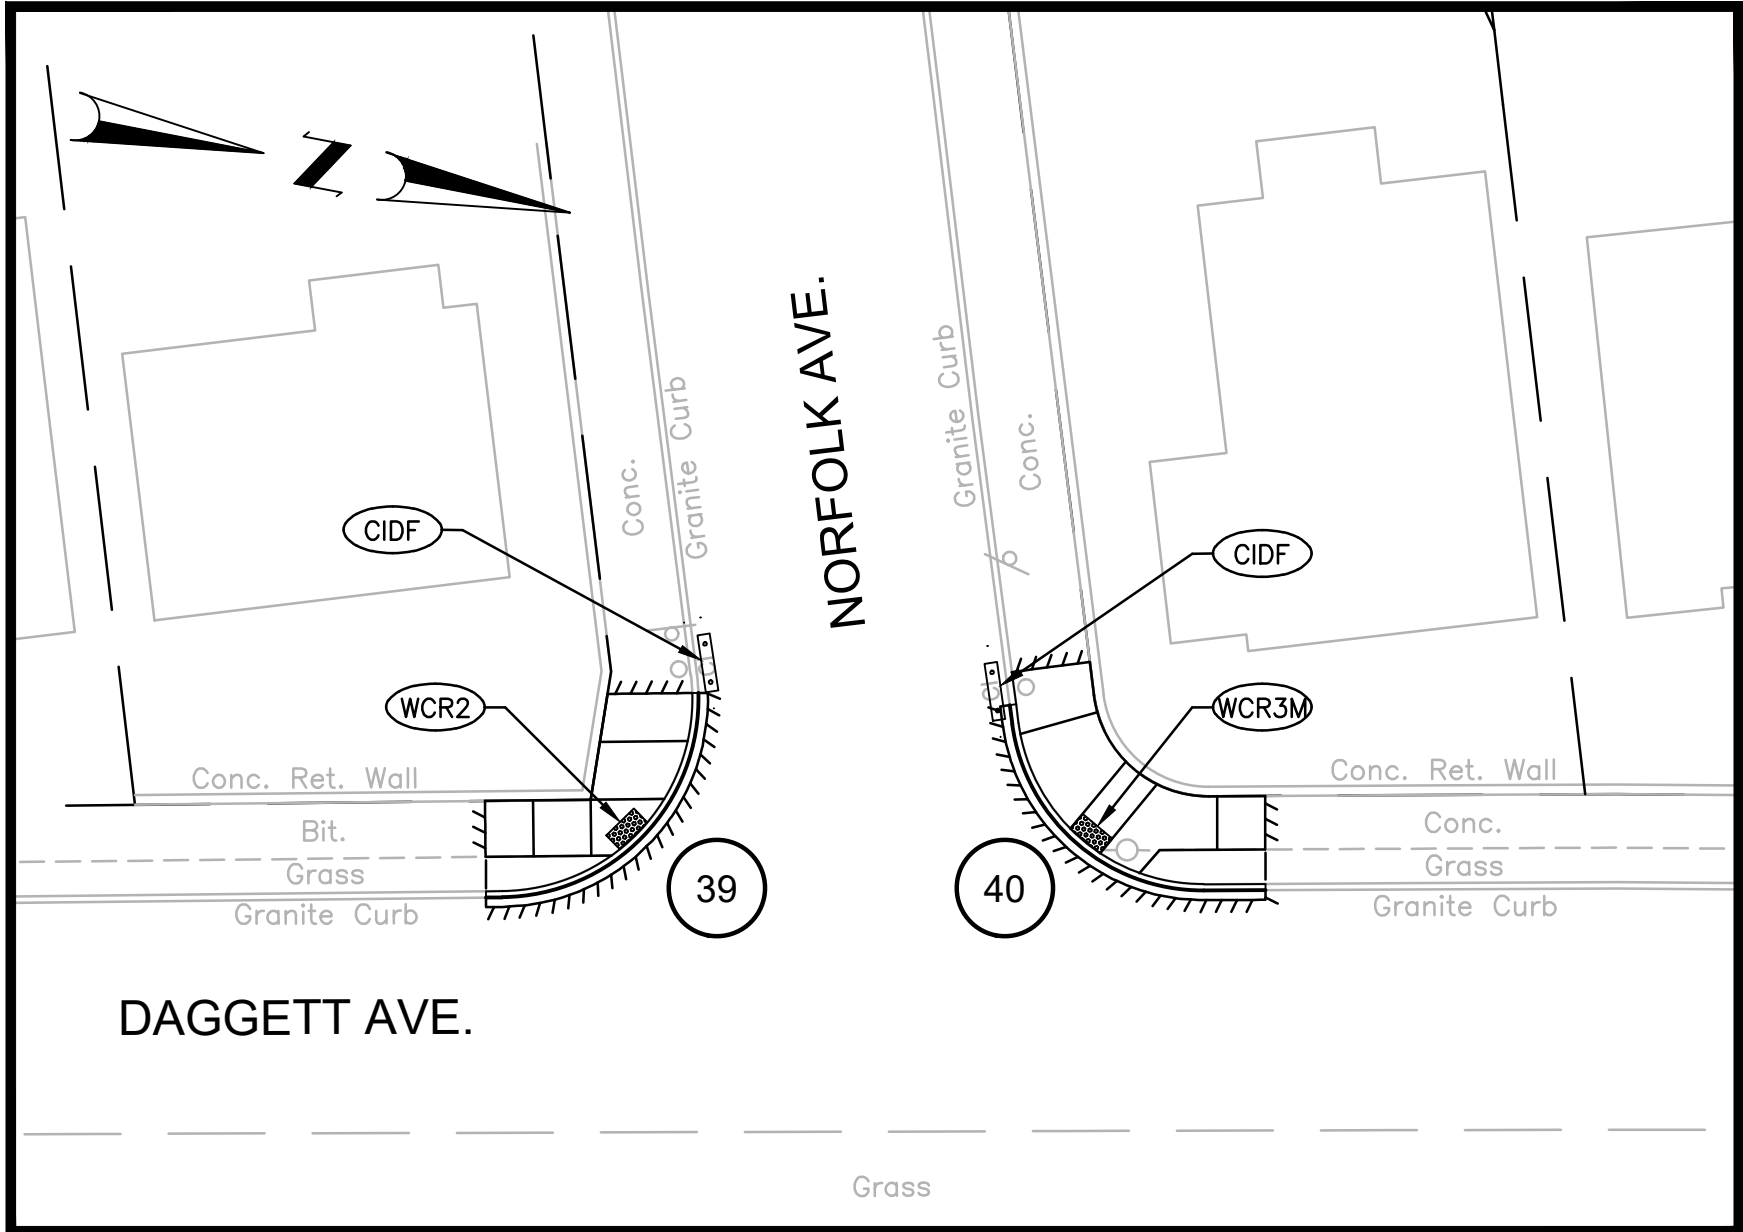 N
NORFOLK AVE.
Granite Curb
Conc.
Granite Curb
Conc.
CIDF
CIDF
WCR2
WCR3M
Conc. Ret. Wall
Conc. Ret. Wall
Bit.
Conc.
Grass
Grass
Granite Curb
Granite Curb
39
40
DAGGETT AVE.
Grass